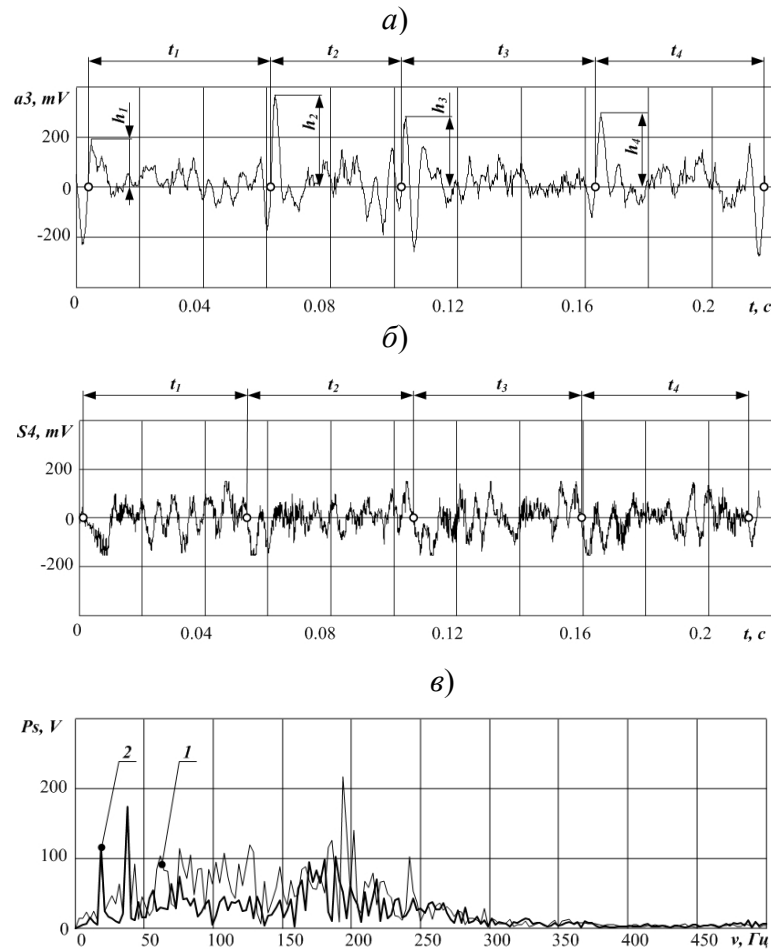 а)
t1 t2 t3 t4
a3, mV
h1 h2 h3 h4
200
0
-200
0 0.04 0.08 0.12 0.16 0.2 t, c
б)
t1 t2 t3 t4
S4, mV
200
0
-200
0 0.04 0.08 0.12 0.16 0.2 t, c
в)
Ps, V
2 1
200
100
0
0 50 100 150 200 250 300 350 400 450 ν, Гц